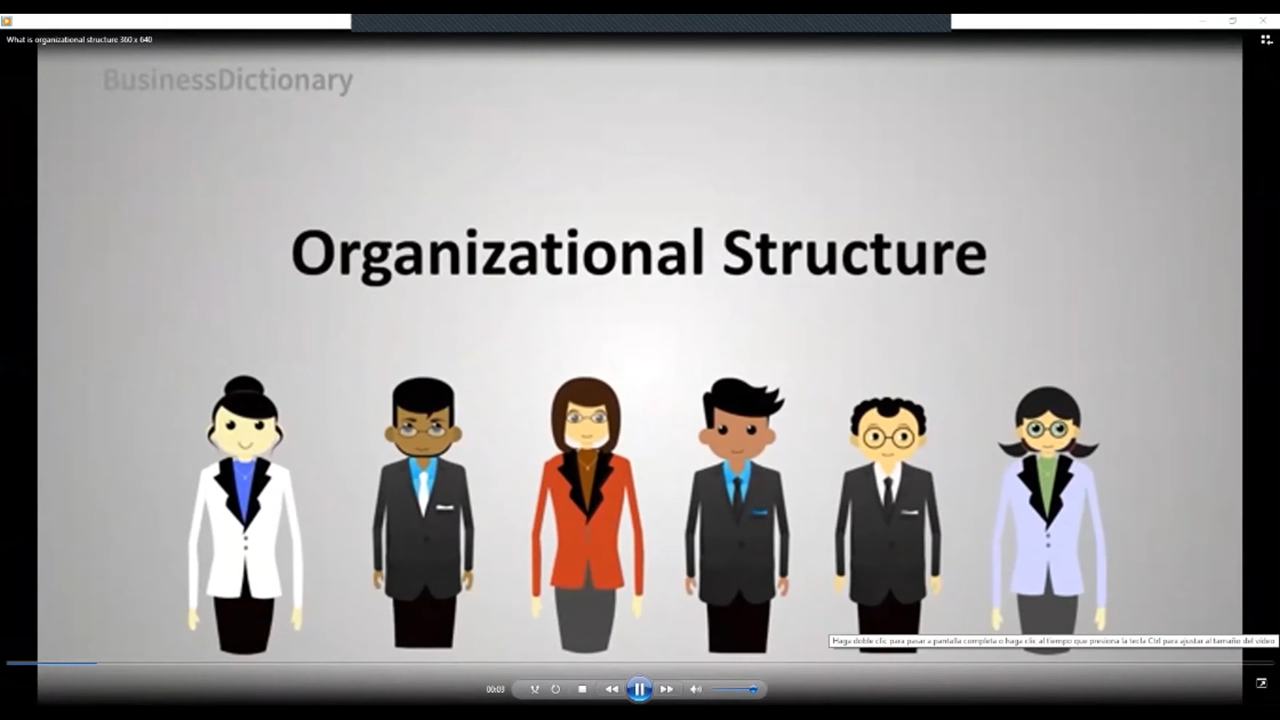 What is organizational structure 360 x 640
BusinessDictionary
Organizational Structure
Haga doble clic para pasar a pantalla completa o haga clic al tiempo que presiona la tecla Ctrl para ajustar al tamaño del vídeo
00:03